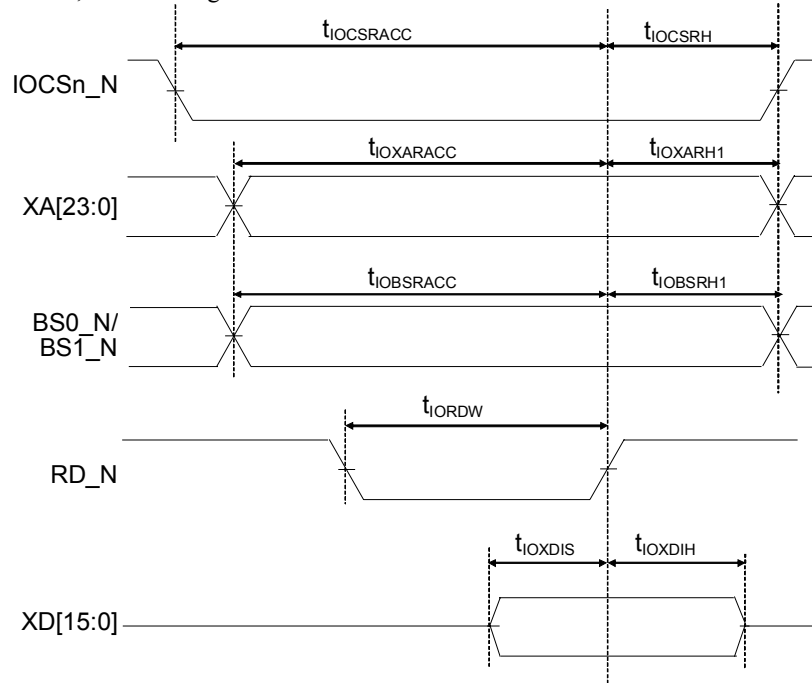 tIOCSRACC tIOCSRH
IOCSn_N
tIOXARACC tIOXARH1
XA[23:0]
tIOBSRACC tIOBSRH1
BS0_N/
BS1_N
tIORDW
RD_N
tIOXDIS tIOXDIH
XD[15:0]